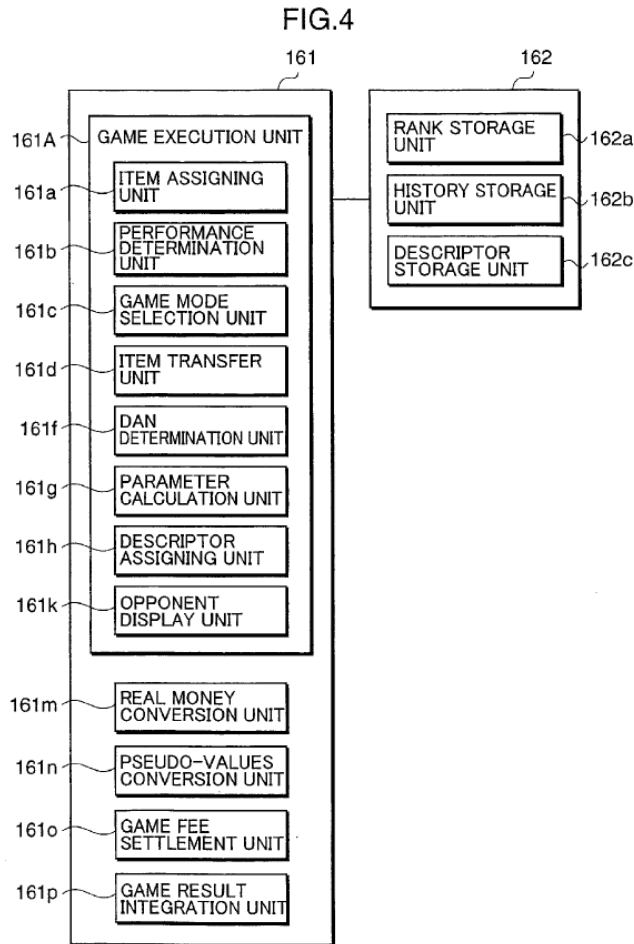 FIG.4
161
162
161A
GAME EXECUTION UNIT
161a
ITEM ASSIGNING
UNIT
161b
PERFORMANCE
DETERMINATION
UNIT
161c
GAME MODE
SELECTION UNIT
161d
ITEM TRANSFER
UNIT
161f
DAN
DETERMINATION UNIT
161g
PARAMETER
CALCULATION UNIT
161h
DESCRIPTOR
ASSIGNING UNIT
161k
OPPONENT
DISPLAY UNIT
161m
REAL MONEY
CONVERSION UNIT
161n
PSEUDO-VALUES
CONVERSION UNIT
161o
GAME FEE
SETTLEMENT UNIT
161p
GAME RESULT
INTEGRATION UNIT
RANK STORAGE
UNIT
162a
HISTORY STORAGE
UNIT
162b
DESCRIPTOR
STORAGE UNIT
162c